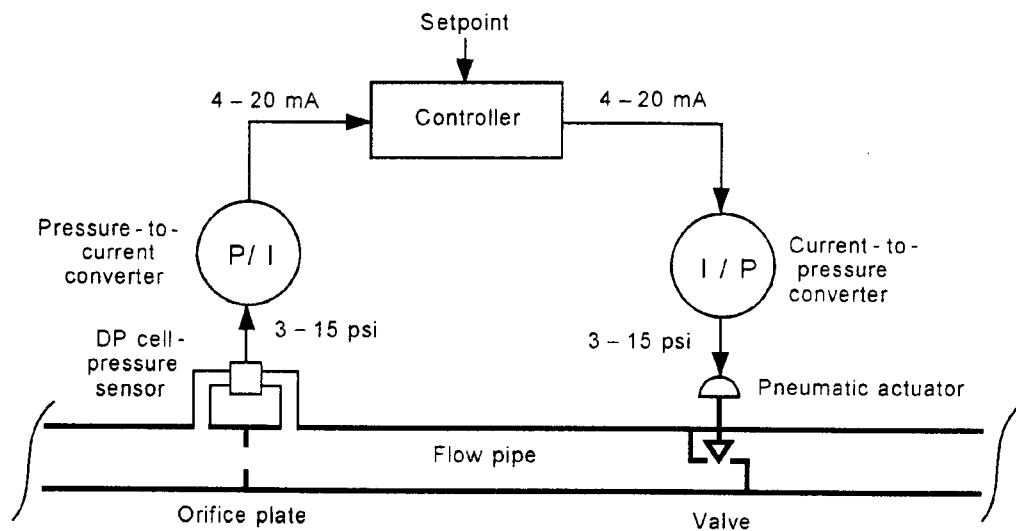 Setpoint
4 – 20 mA
Controller
4 – 20 mA
Pressure - to -
current
converter
P / I
I / P
Current - to -
pressure
converter
DP cell -
pressure
sensor
3 – 15 psi
3 – 15 psi
Pneumatic actuator
Flow pipe
Orifice plate
Valve